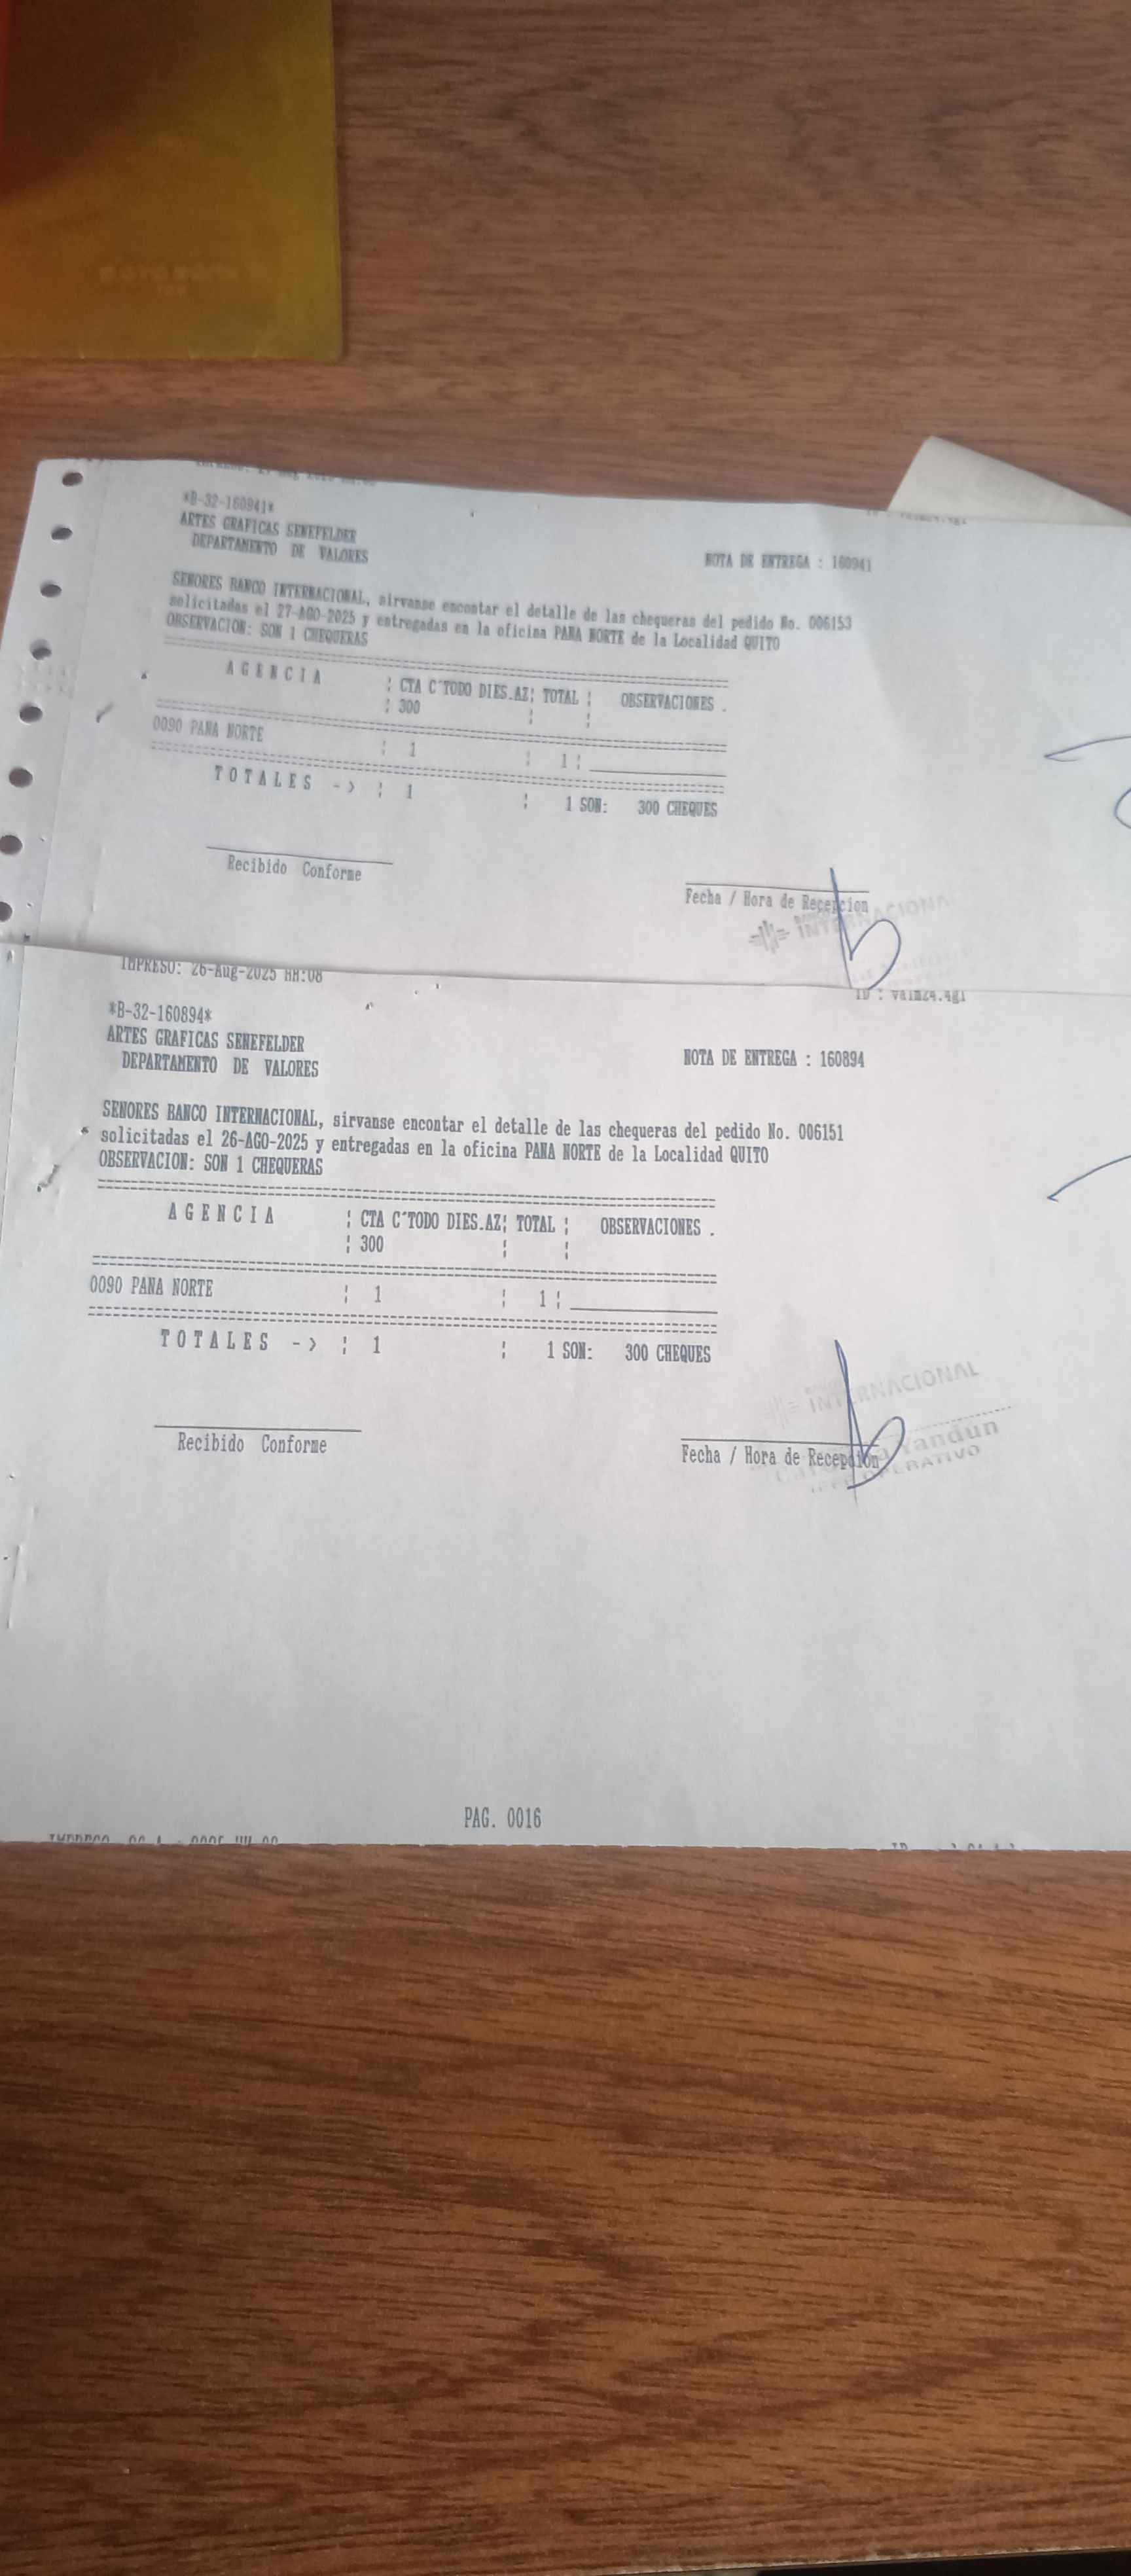 *B-32-160941*
ARTES GRAFICAS SENEFELDER
DEPARTAMENTO DE VALORES
NOTA DE ENTREGA : 160941
SENORES BANCO INTERNACIONAL, sirvanse encontar el detalle de las chequeras del pedido No. 006153
solicitadas el 27-AGO-2025 y entregadas en la oficina PANA NORTE de la Localidad QUITO
OBSERVACION: SON 1 CHEQUERAS
A G E N C I A ¦ CTA C´TODO DIES.AZ¦ TOTAL ¦ OBSERVACIONES .
¦ 300 ¦ ¦
0090 PANA NORTE ¦ 1 ¦ 1 ¦
T O T A L E S -> ¦ 1 ¦ 1 SON: 300 CHEQUES
Recibido Conforme
Fecha / Hora de Recepcion
INTERNACIONAL
IMPRESO: 26-Aug-2025 HH:08
*B-32-160894*
ARTES GRAFICAS SENEFELDER
DEPARTAMENTO DE VALORES
NOTA DE ENTREGA : 160894
SENORES BANCO INTERNACIONAL, sirvanse encontar el detalle de las chequeras del pedido No. 006151
solicitadas el 26-AGO-2025 y entregadas en la oficina PANA NORTE de la Localidad QUITO
OBSERVACION: SON 1 CHEQUERAS
A G E N C I A ¦ CTA C´TODO DIES.AZ¦ TOTAL ¦ OBSERVACIONES .
¦ 300 ¦ ¦
0090 PANA NORTE ¦ 1 ¦ 1 ¦
T O T A L E S -> ¦ 1 ¦ 1 SON: 300 CHEQUES
INTERNACIONAL
Recibido Conforme
Fecha / Hora de Recepcion
Yandún
OPERATIVO
PAG. 0016